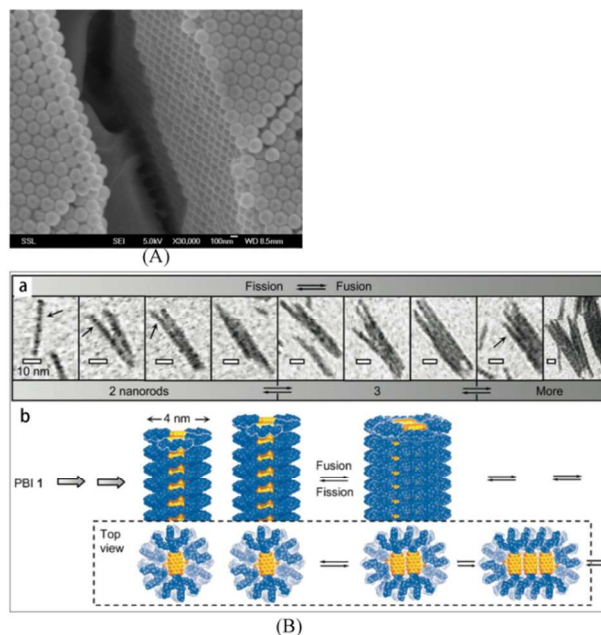 SSL SEI 5.0kV X30,000 100nm WD 8.5mm
(A)
a
Fission ⇌ Fusion
10 nm
2 nanorods ⇌ 3 ⇌ More
b
4 nm
PBI 1
Fusion
Fission
Top
view
(B)